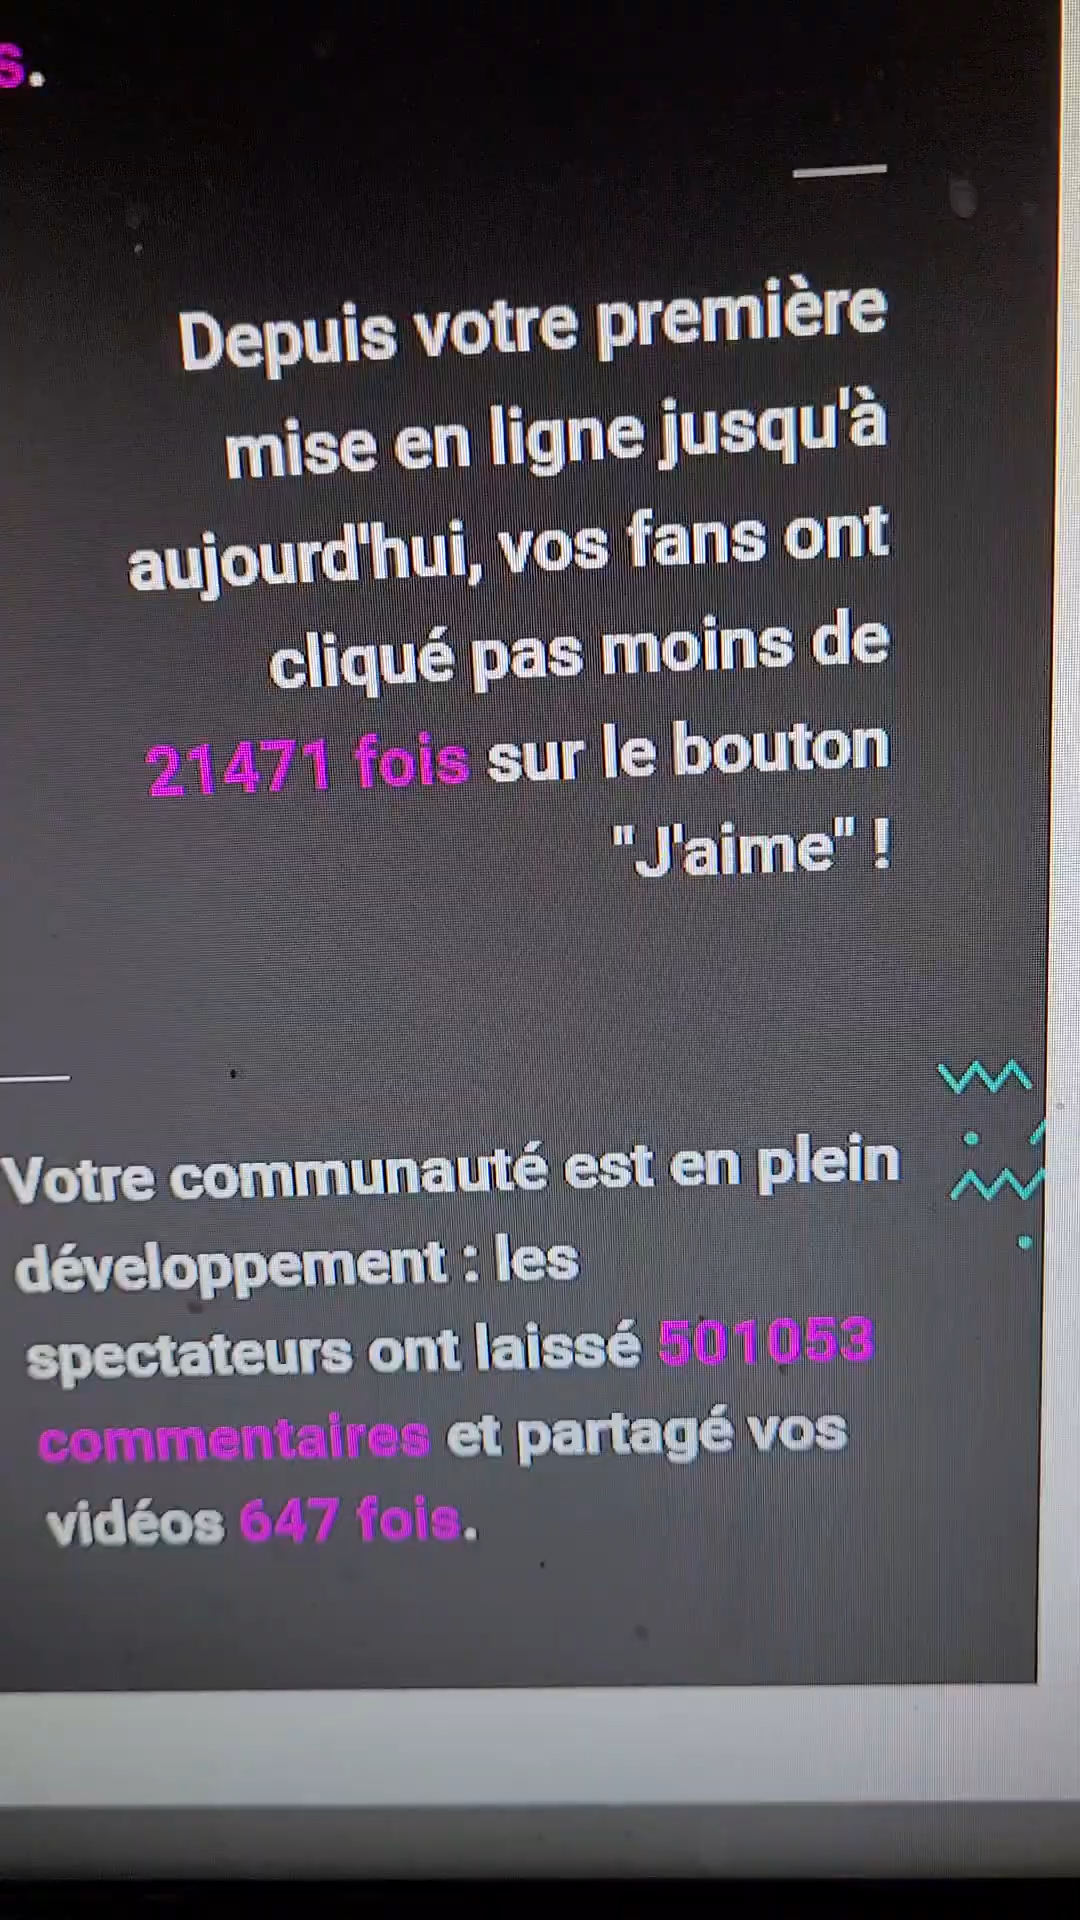 s.
Depuis votre première
mise en ligne jusqu'à
aujourd'hui, vos fans ont
cliqué pas moins de
21471 fois sur le bouton
"J'aime" !
Votre communauté est en plein
développement : les
spectateurs ont laissé 501053
commentaires et partagé vos
vidéos 647 fois.